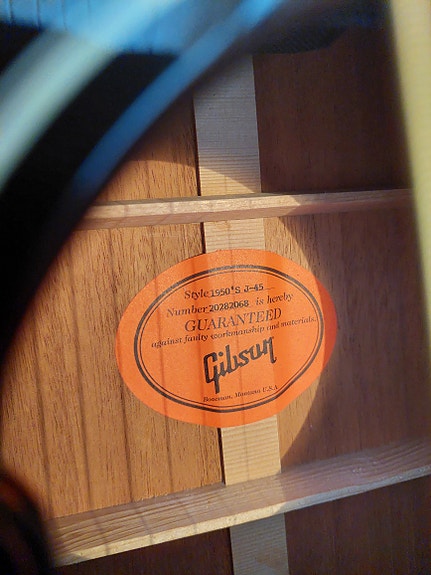 Style 1950'S J-45
Number 20282068 is hereby
GUARANTEED
against faulty workmanship and materials.
Gibson
Bozeman, Montana U.S.A